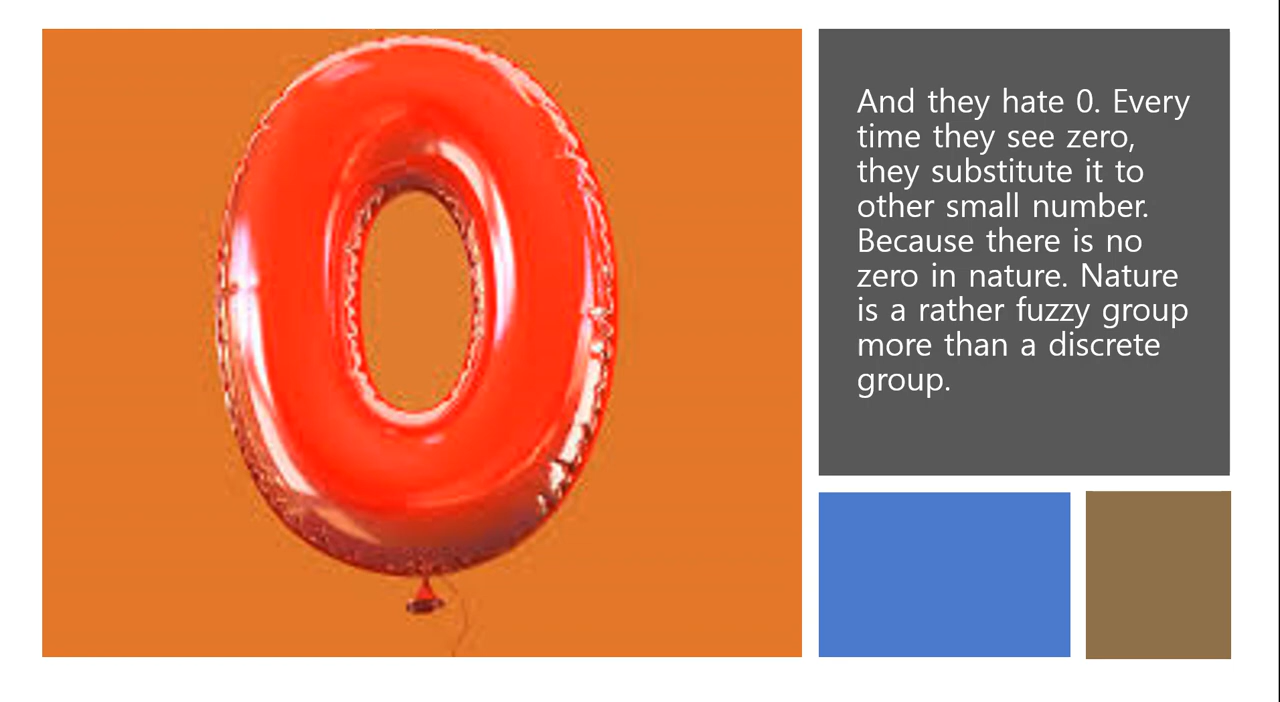 0
And they hate 0. Every
time they see zero,
they substitute it to
other small number.
Because there is no
zero in nature. Nature
is a rather fuzzy group
more than a discrete
group.